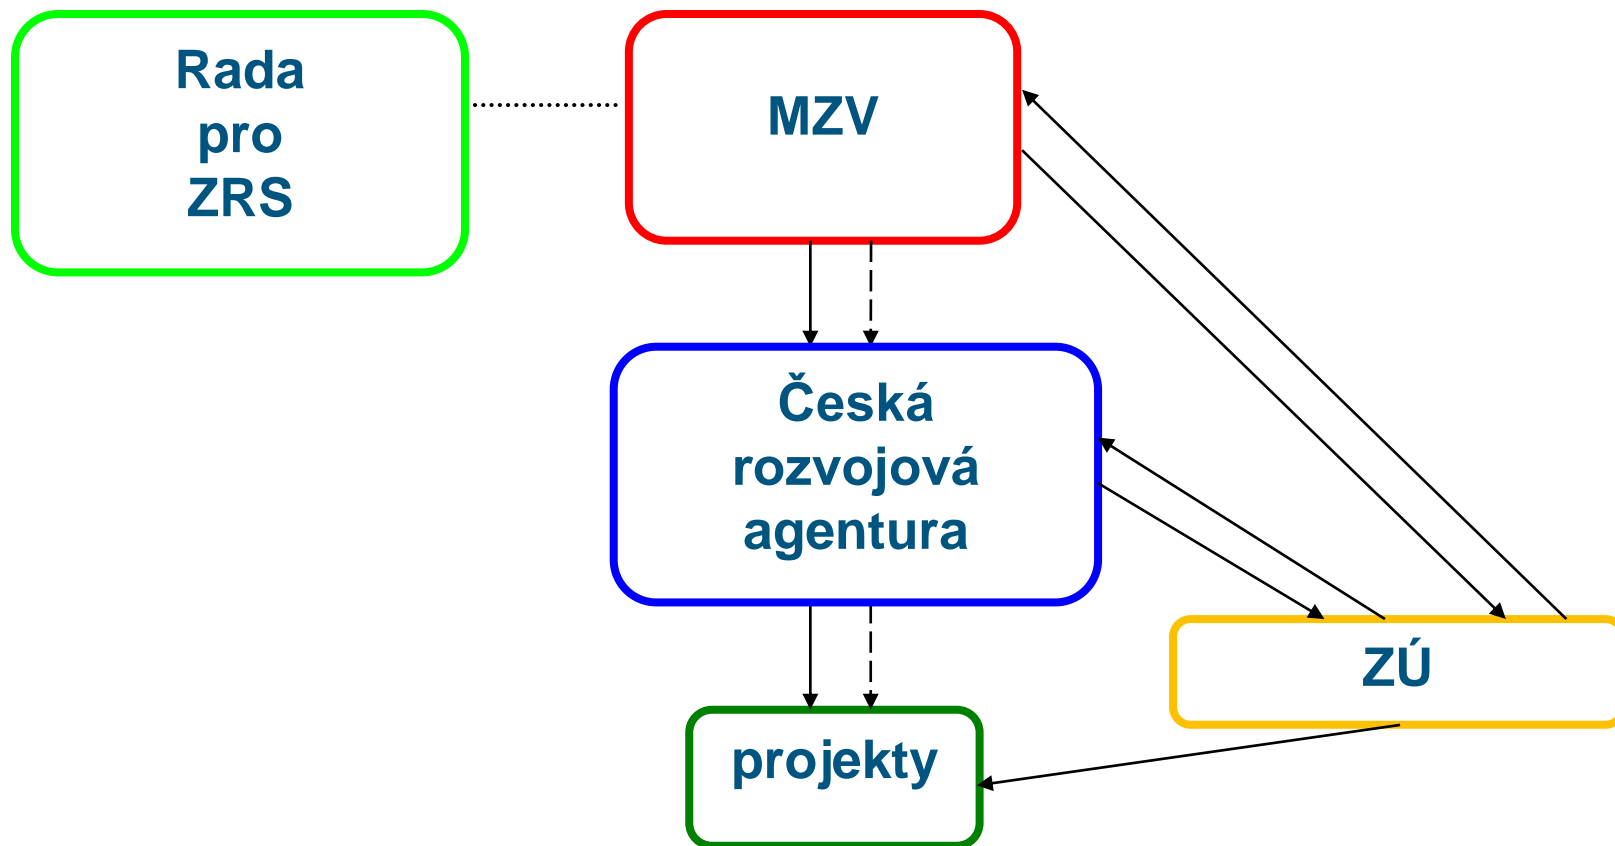 Rada
pro
ZRS
MZV
Česká
rozvojová
agentura
ZÚ
projekty